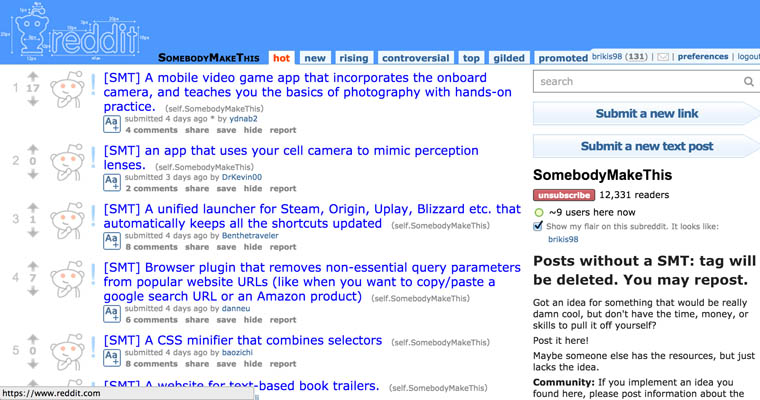 reddit
SOMEBODYMAKETHIS hot new rising controversial top gilded promoted
brikis98 (131) | | preferences | logout
1 17 [SMT] A mobile video game app that incorporates the onboard
camera, and teaches you the basics of photography with hands-on
practice. (self.SomebodyMakeThis)
Aa+ submitted 4 days ago * by ydnab2
4 comments share save hide report
2 0 [SMT] an app that uses your cell camera to mimic perception
lenses. (self.SomebodyMakeThis)
Aa+ submitted 3 days ago by DrKevin00
2 comments share save hide report
3 1 [SMT] A unified launcher for Steam, Origin, Uplay, Blizzard etc. that
automatically keeps all the shortcuts updated (self.SomebodyMakeThis)
Aa+ submitted 4 days ago by Benthetraveler
8 comments share save hide report
4 7 [SMT] Browser plugin that removes non-essential query parameters
from popular website URLs (like when you want to copy/paste a
google search URL or an Amazon product) (self.SomebodyMakeThis)
Aa+ submitted 4 days ago by danneu
6 comments share save hide report
5 0 [SMT] A CSS minifier that combines selectors (self.SomebodyMakeThis)
Aa+ submitted 4 days ago by baozichi
8 comments share save hide report
[SMT] A website for text-based book trailers. (self.SomebodyMakeThis)
https://www.reddit.com
search
Submit a new link
Submit a new text post
SomebodyMakeThis
unsubscribe 12,331 readers
~9 users here now
Show my flair on this subreddit. It looks like:
brikis98
Posts without a SMT: tag will
be deleted. You may repost.
Got an idea for something that would be really
damn cool, but don't have the time, money, or
skills to pull it off yourself?
Post it here!
Maybe someone else has the resources, but just
lacks the idea.
Community: If you implement an idea you
found here, please post information about the